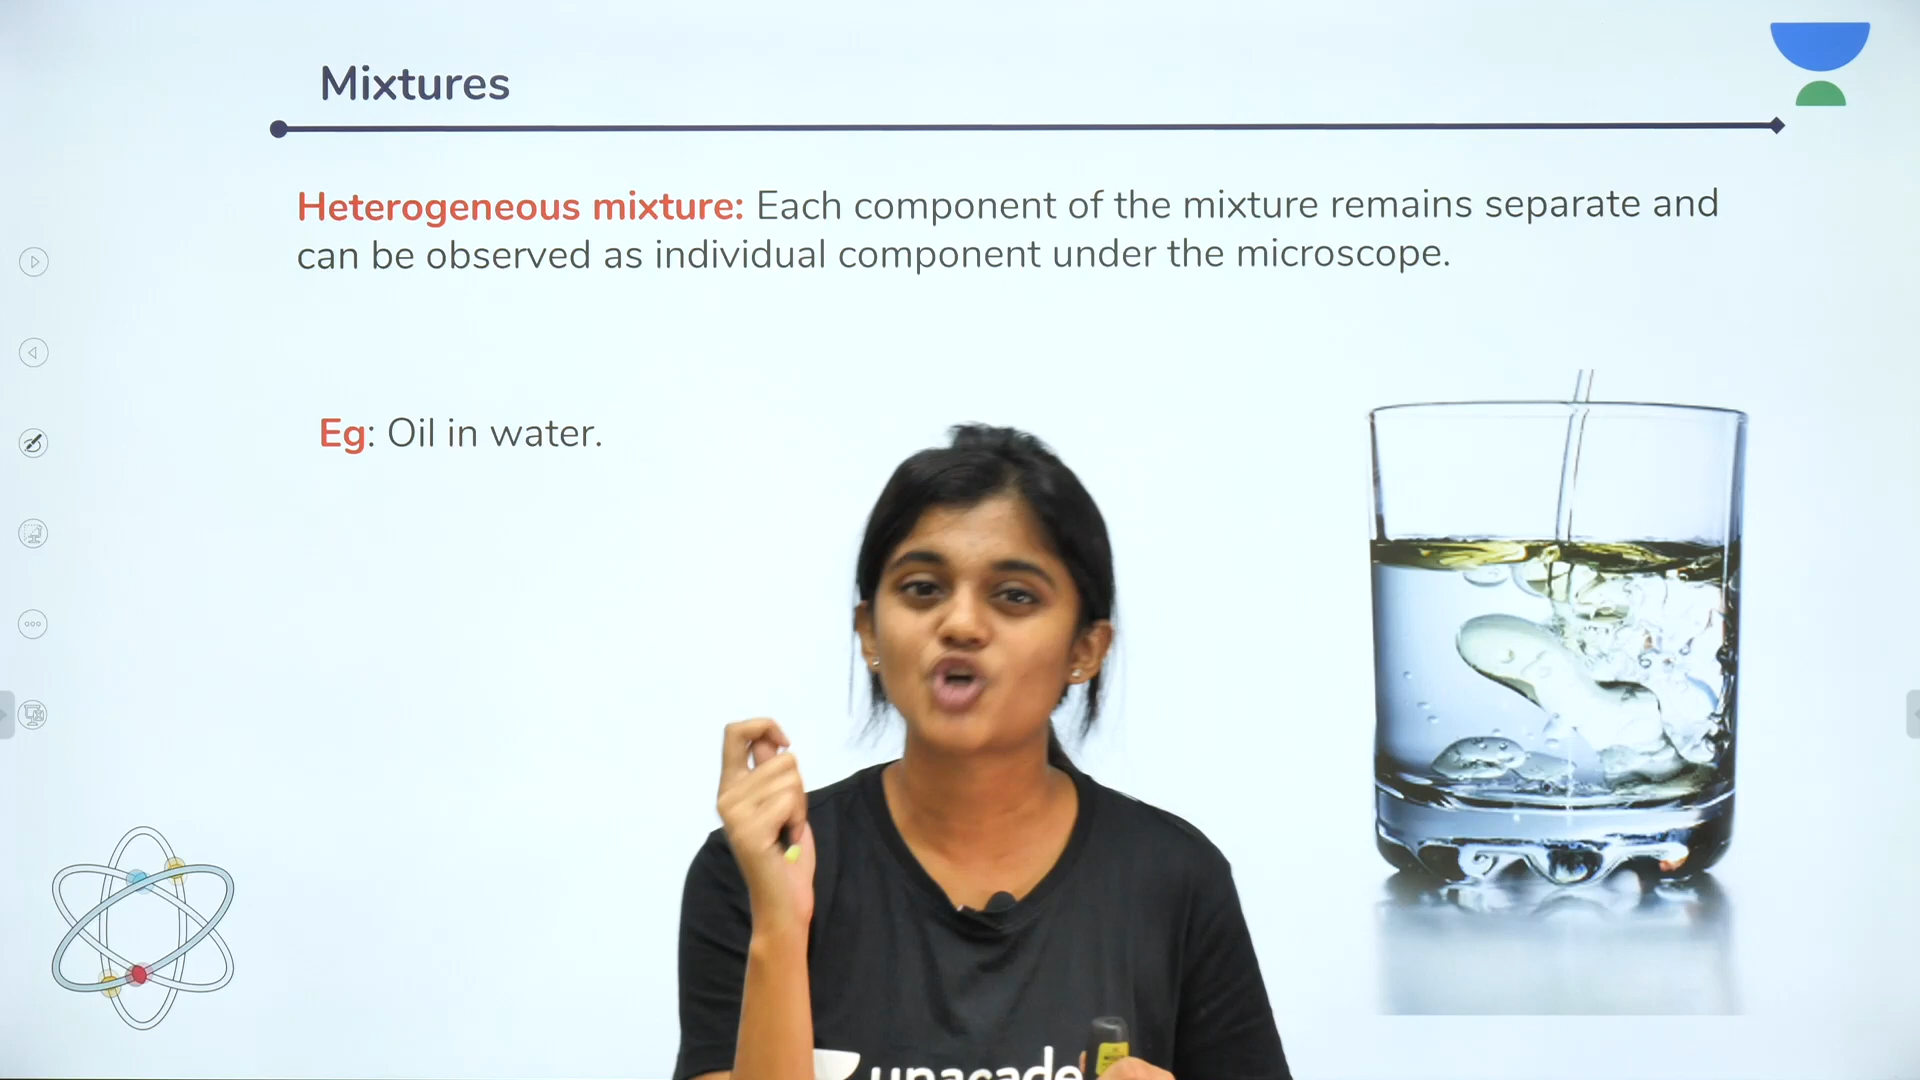 Mixtures
Heterogeneous mixture: Each component of the mixture remains separate and
can be observed as individual component under the microscope.
Eg: Oil in water.
unacade